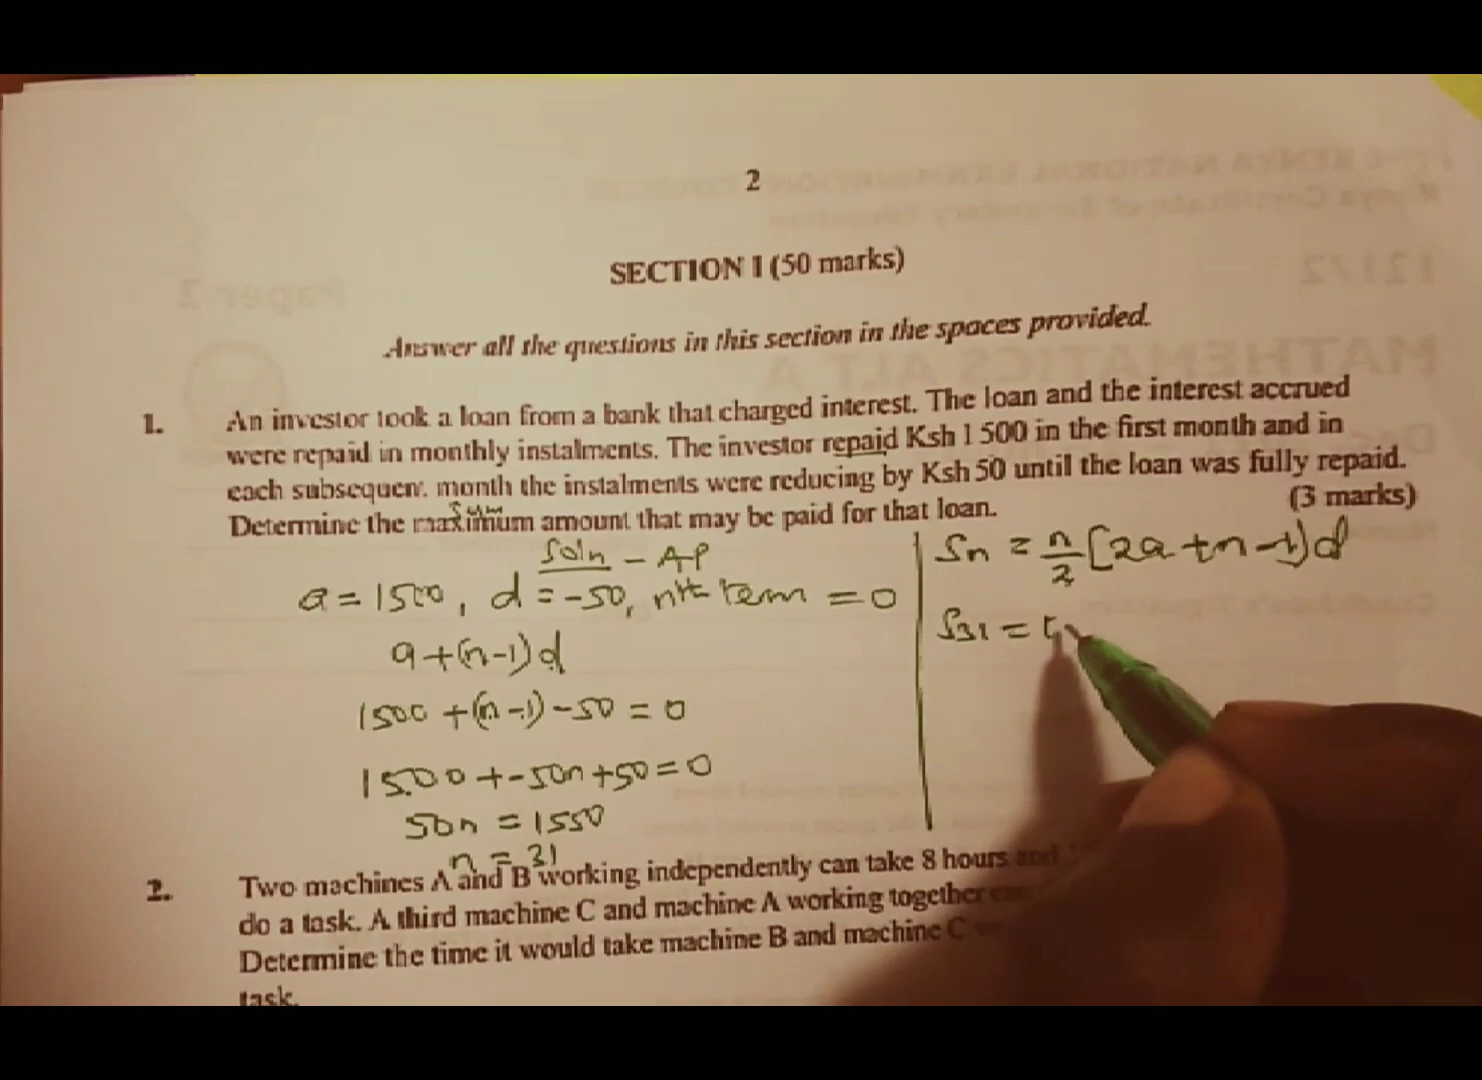 2
SECTION I (50 marks)
Answer all the questions in this section in the spaces provided.
1. An investor took a loan from a bank that charged interest. The loan and the interest accrued
were repaid in monthly instalments. The investor repaid Ksh 1 500 in the first month and in
each subsequent month the instalments were reducing by Ksh 50 until the loan was fully repaid.
Determine the maximum amount that may be paid for that loan. (3 marks)
Sum
Soln - AP
a = 1500, d = -50, nth term = 0
a+(n-1)d
1500 +(n-1)-50 = 0
1500+-50n+50=0
50n = 1550
n = 31
Sn = n/2 [2a+n-1)d
S31 =
2. Two machines A and B working independently can take 8 hours and
do a task. A third machine C and machine A working together
Determine the time it would take machine B and machine C
task.